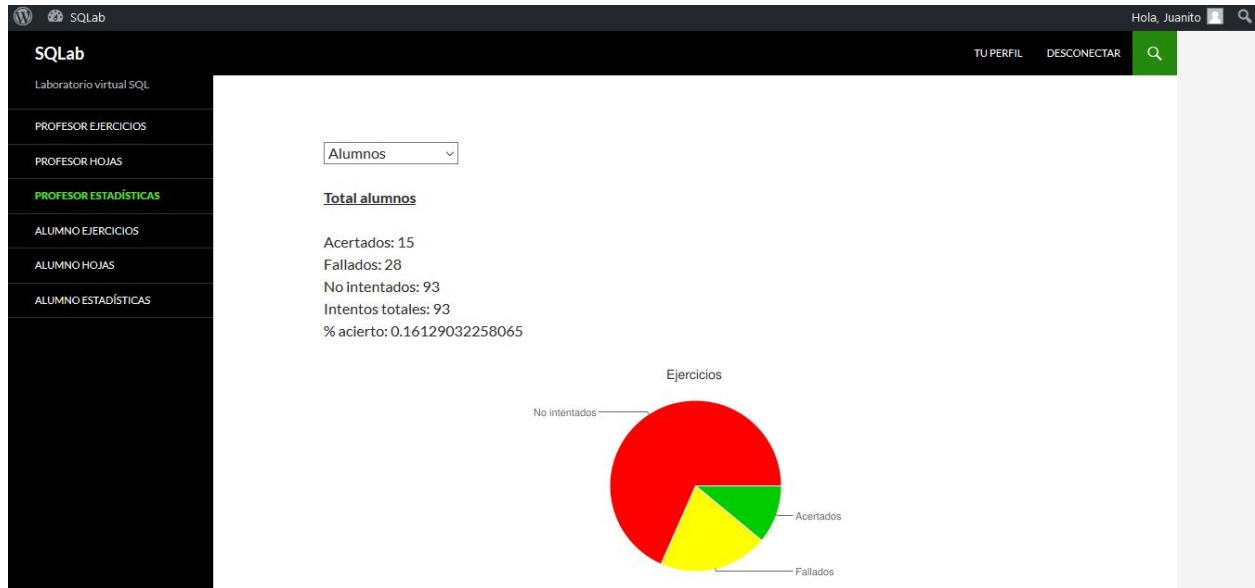 SQLab
Hola, Juanito
SQLab
TU PERFIL
DESCONECTAR
Laboratorio virtual SQL
PROFESOR EJERCICIOS
PROFESOR HOJAS
PROFESOR ESTADÍSTICAS
ALUMNO EJERCICIOS
ALUMNO HOJAS
ALUMNO ESTADÍSTICAS
Alumnos
Total alumnos
Acertados: 15
Fallados: 28
No intentados: 93
Intentos totales: 93
% acierto: 0.16129032258065
Ejercicios
No intentados
Acertados
Fallados